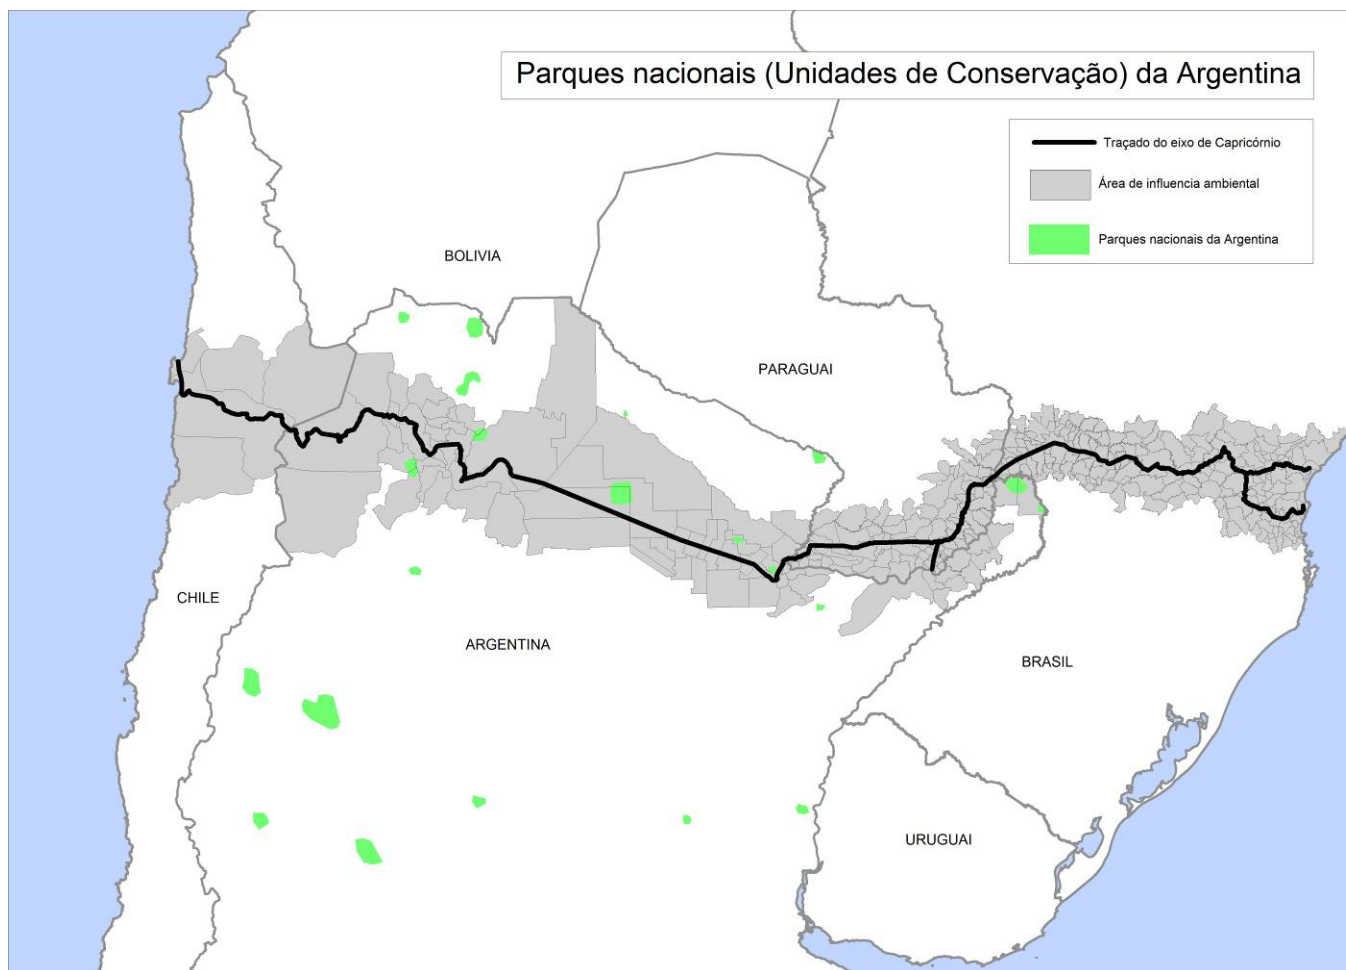 Parques nacionais (Unidades de Conservação) da Argentina
Traçado do eixo de Capricórnio
Área de influencia ambiental
Parques nacionais da Argentina
BOLIVIA
PARAGUAI
CHILE
ARGENTINA
BRASIL
URUGUAI